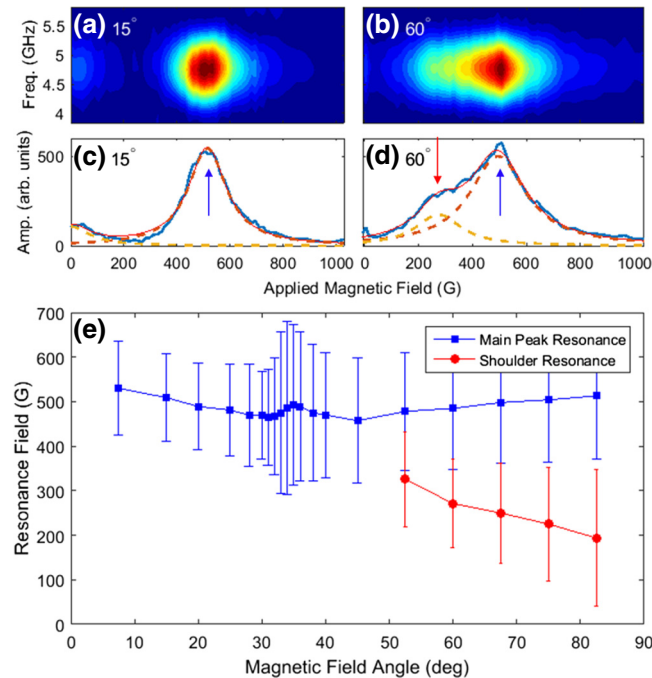 (a) 15° (b) 60°
Freq. (GHz)
5.5
5
4.5
4
(c) 15° (d) 60°
Amp. (arb. units)
500
0
0 200 400 600 800 1000 0 200 400 600 800 1000
Applied Magnetic Field (G)
(e)
Main Peak Resonance
Shoulder Resonance
Resonance Field (G)
700
600
500
400
300
200
100
0
0 10 20 30 40 50 60 70 80 90
Magnetic Field Angle (deg)